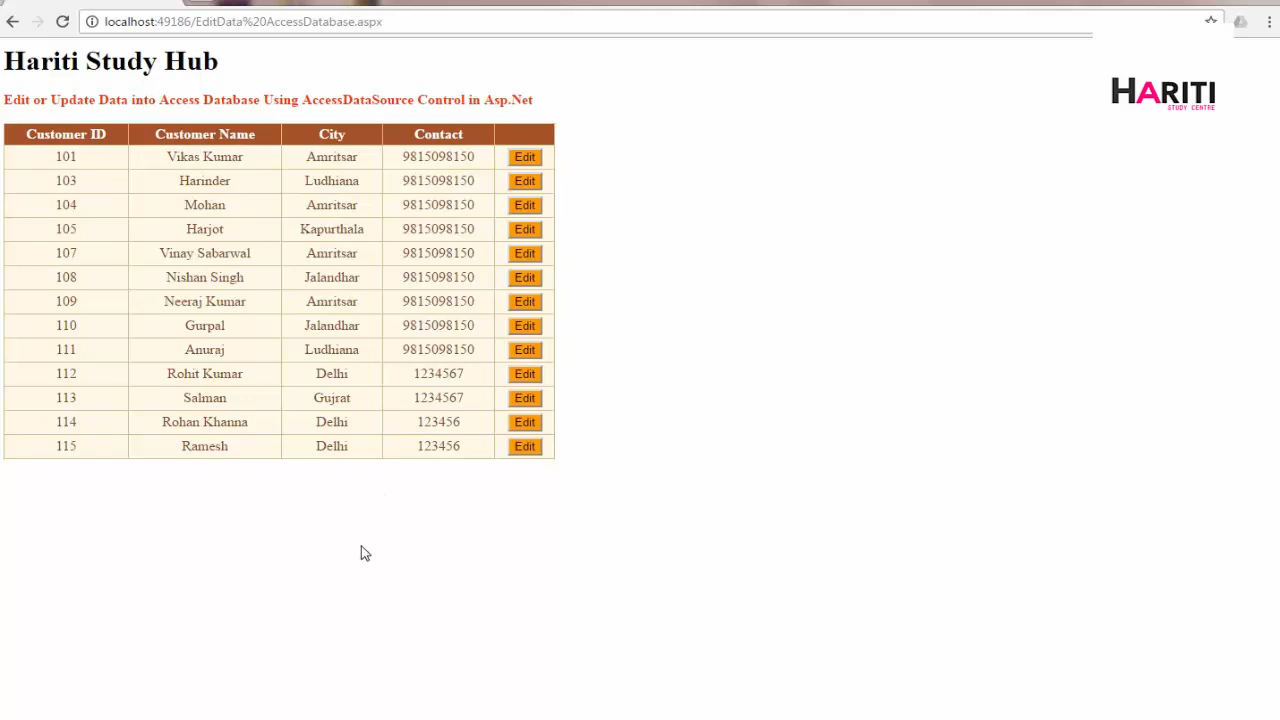 localhost:49186/EditData%20AccessDatabase.aspx
Hariti Study Hub
HARITI
STUDY CENTRE
Edit or Update Data into Access Database Using AccessDataSource Control in Asp.Net
Customer ID Customer Name City Contact
101 Vikas Kumar Amritsar 9815098150 Edit
103 Harinder Ludhiana 9815098150 Edit
104 Mohan Amritsar 9815098150 Edit
105 Harjot Kapurthala 9815098150 Edit
107 Vinay Sabarwal Amritsar 9815098150 Edit
108 Nishan Singh Jalandhar 9815098150 Edit
109 Neeraj Kumar Amritsar 9815098150 Edit
110 Gurpal Jalandhar 9815098150 Edit
111 Anuraj Ludhiana 9815098150 Edit
112 Rohit Kumar Delhi 1234567 Edit
113 Salman Gujrat 1234567 Edit
114 Rohan Khanna Delhi 123456 Edit
115 Ramesh Delhi 123456 Edit